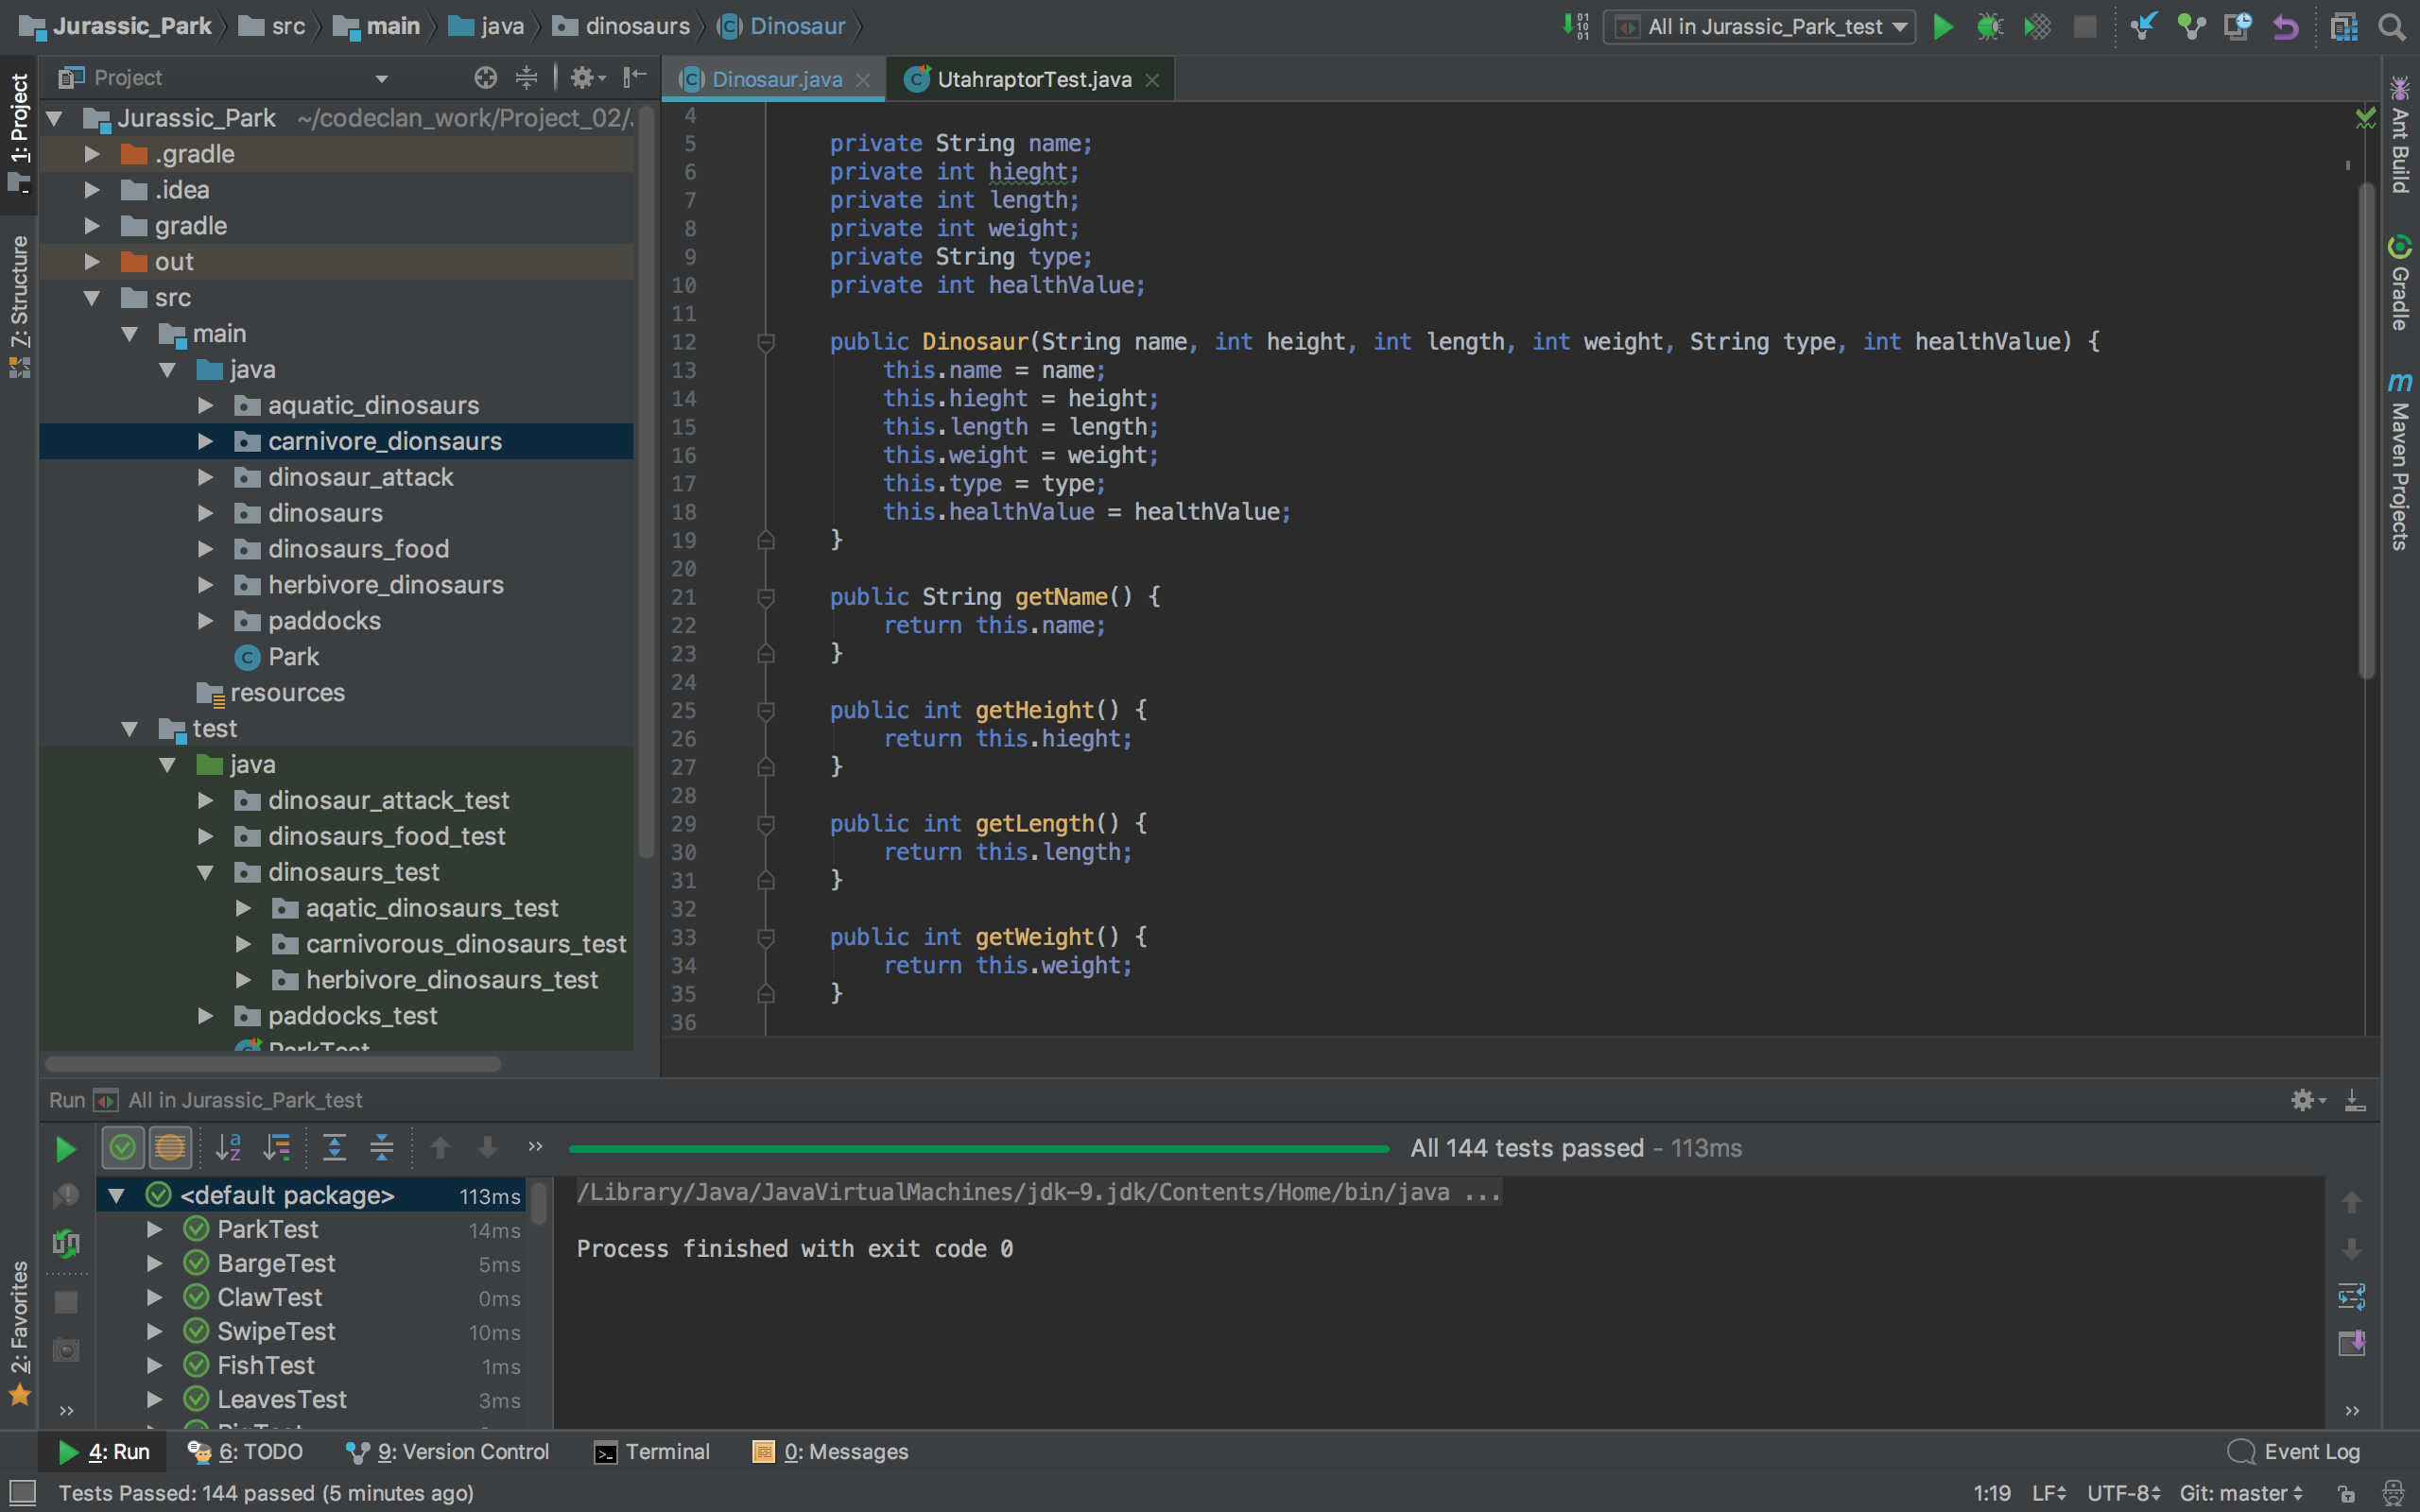 Jurassic_Park src main java dinosaurs Dinosaur
All in Jurassic_Park_test
1: Project
Z: Structure
2: Favorites
Project
Jurassic_Park ~/codeclan_work/Project_02/
.gradle
.idea
gradle
out
src
main
java
aquatic_dinosaurs
carnivore_dionsaurs
dinosaur_attack
dinosaurs
dinosaurs_food
herbivore_dinosaurs
paddocks
Park
resources
test
java
dinosaur_attack_test
dinosaurs_food_test
dinosaurs_test
aqatic_dinosaurs_test
carnivorous_dinosaurs_test
herbivore_dinosaurs_test
paddocks_test
ParkTest
Dinosaur.java UtahraptorTest.java
4
5 private String name;
6 private int hieght;
7 private int length;
8 private int weight;
9 private String type;
10 private int healthValue;
11
12 public Dinosaur(String name, int height, int length, int weight, String type, int healthValue) {
13 this.name = name;
14 this.hieght = height;
15 this.length = length;
16 this.weight = weight;
17 this.type = type;
18 this.healthValue = healthValue;
19 }
20
21 public String getName() {
22 return this.name;
23 }
24
25 public int getHeight() {
26 return this.hieght;
27 }
28
29 public int getLength() {
30 return this.length;
31 }
32
33 public int getWeight() {
34 return this.weight;
35 }
36
Ant Build
Gradle
Maven Projects
Run All in Jurassic_Park_test
All 144 tests passed - 113ms
<default package> 113ms
ParkTest 14ms
BargeTest 5ms
ClawTest 0ms
SwipeTest 10ms
FishTest 1ms
LeavesTest 3ms
/Library/Java/JavaVirtualMachines/jdk-9.jdk/Contents/Home/bin/java ...
Process finished with exit code 0
4: Run 6: TODO 9: Version Control Terminal 0: Messages Event Log
Tests Passed: 144 passed (5 minutes ago) 1:19 LF UTF-8 Git: master